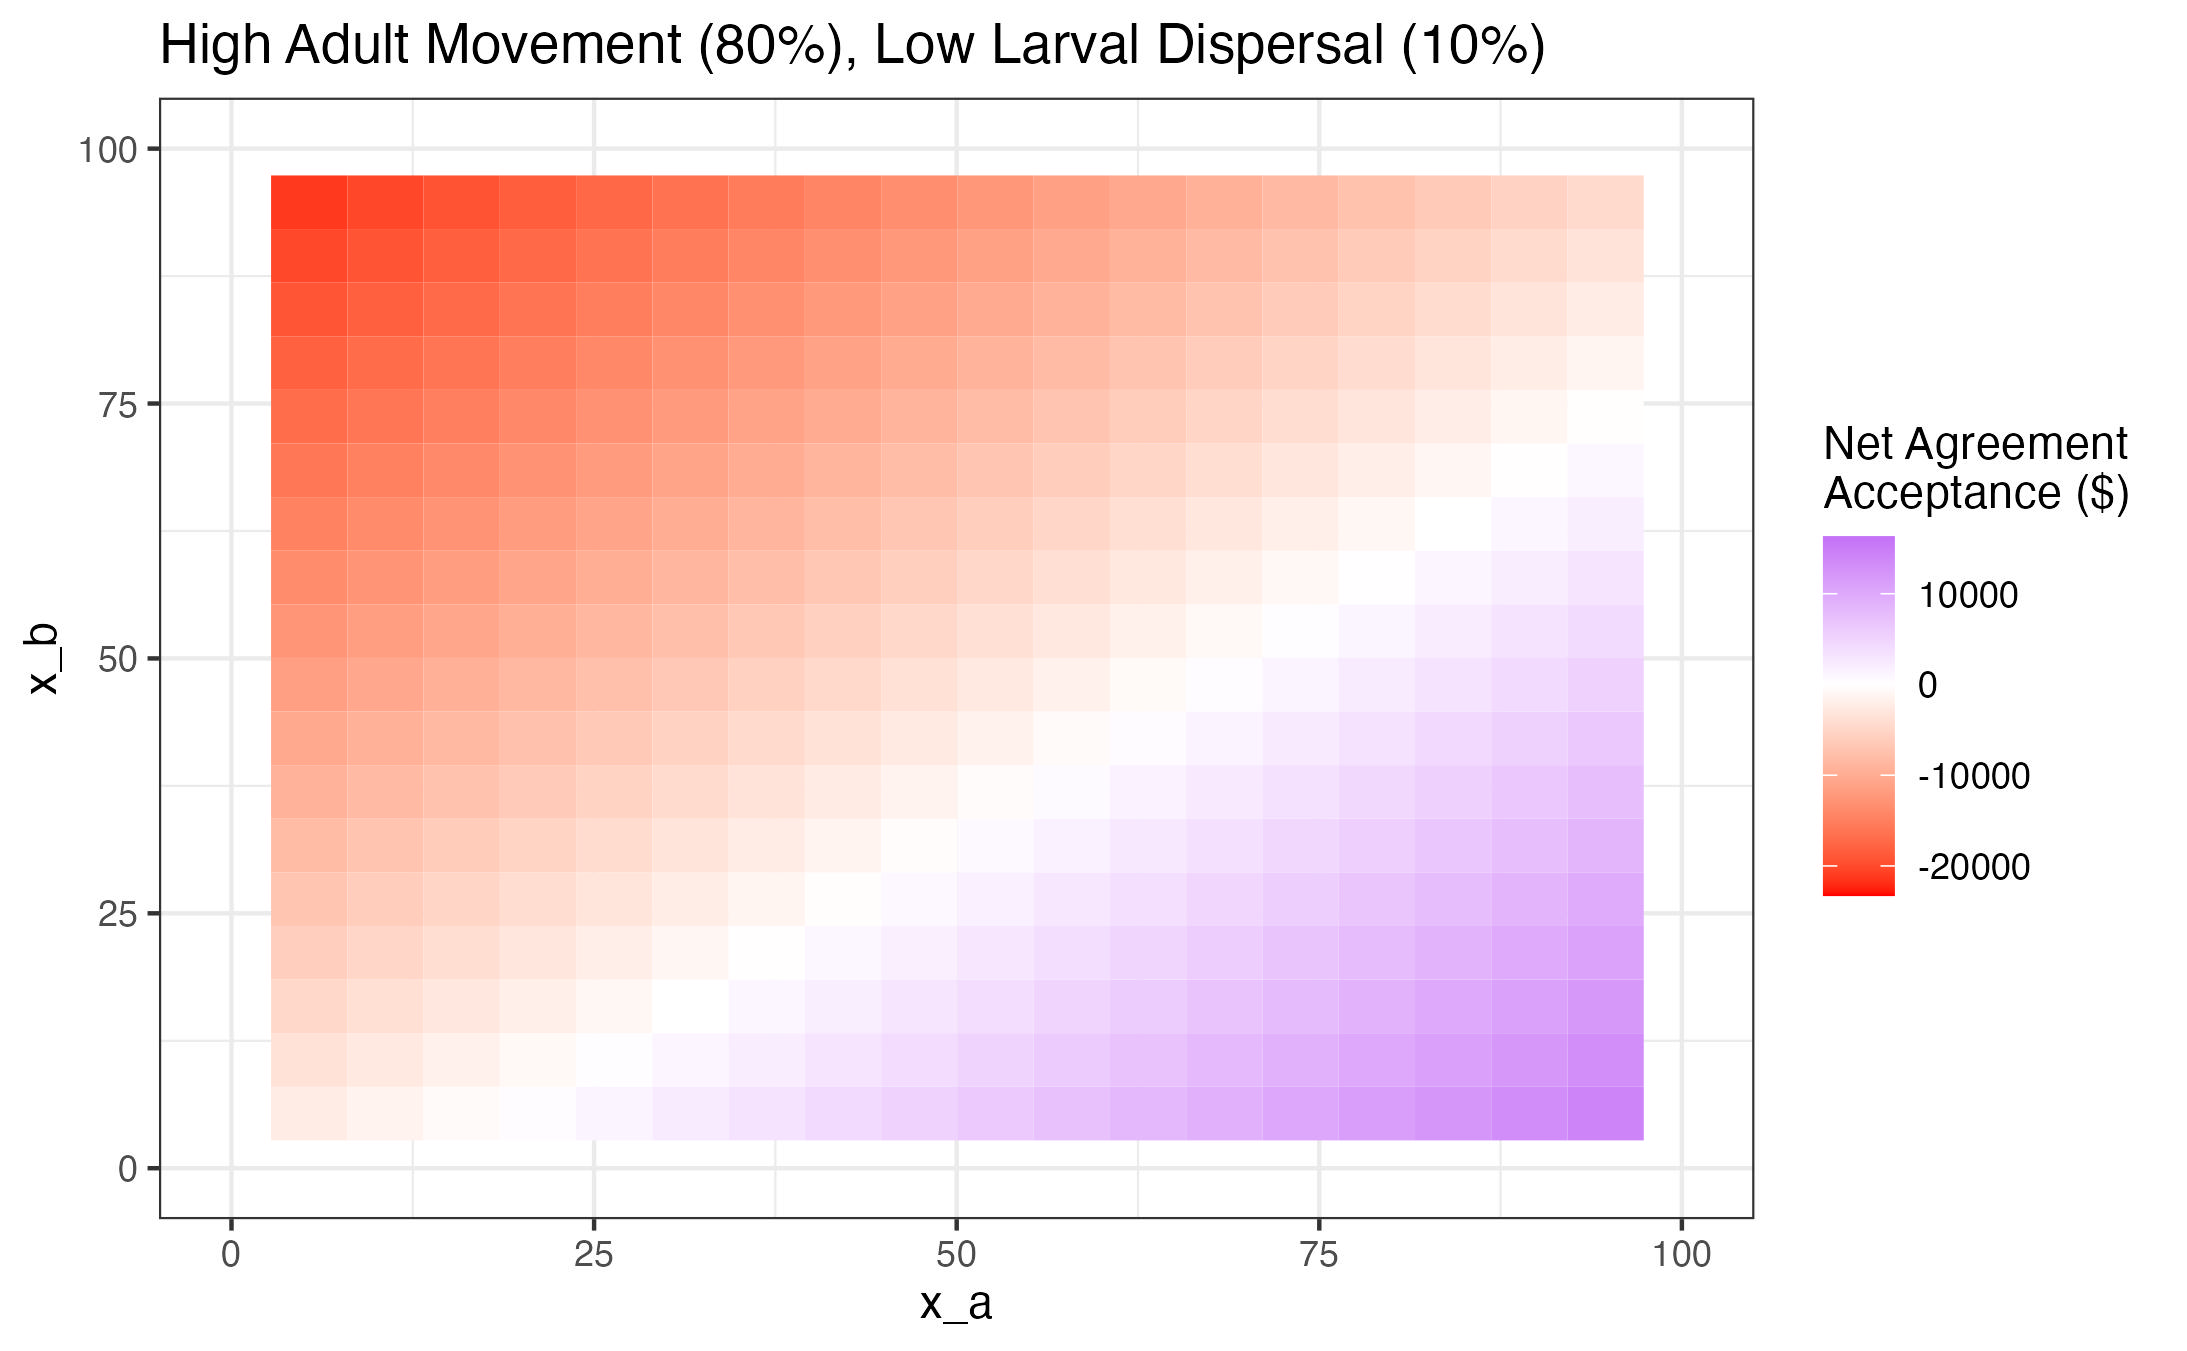 High Adult Movement (80%), Low Larval Dispersal (10%)
100
75
50
25
0
x_b
0 25 50 75 100
x_a
Net Agreement
Acceptance ($)
10000
0
-10000
-20000